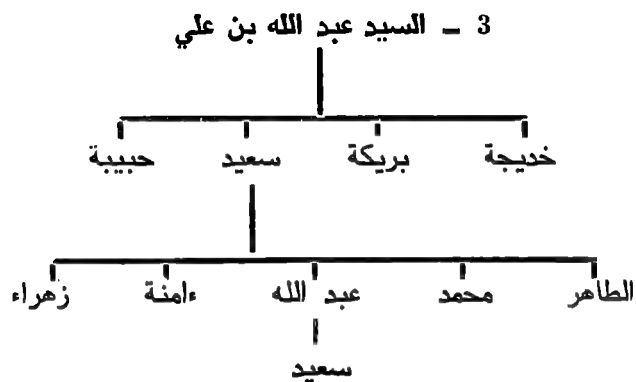 3 ـ السيد عبد الله بن علي
خديجة بريكة سعيد حبيبة
الطاهر محمد عبد الله ءامنة زهراء
سعيد